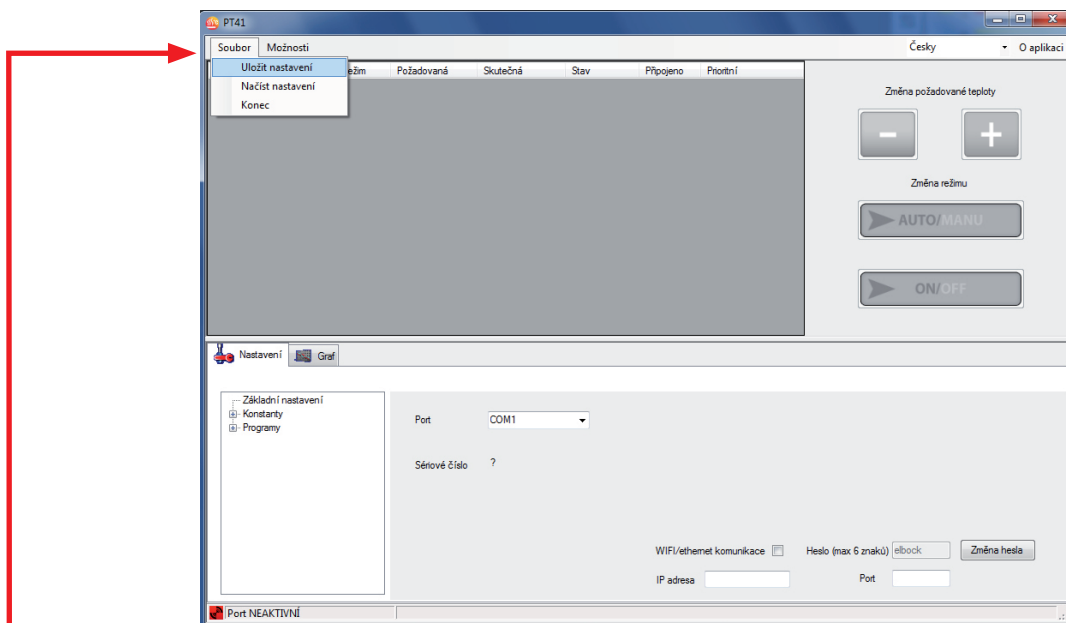 PT41
Soubor Možnosti Česky O aplikaci
Uložit nastavení
Načíst nastavení
Konec
ežim Požadovaná Skutečná Stav Připojeno Prioritní
Změna požadované teploty
- +
Změna režimu
AUTO/MANU
ON/OFF
Nastavení Graf
Základní nastavení
Konstanty
Programy
Port COM1
Sériové číslo ?
WIFI/ethernet komunikace Heslo (max 6 znaků) elbock Změna hesla
IP adresa Port
Port NEAKTIVNÍ